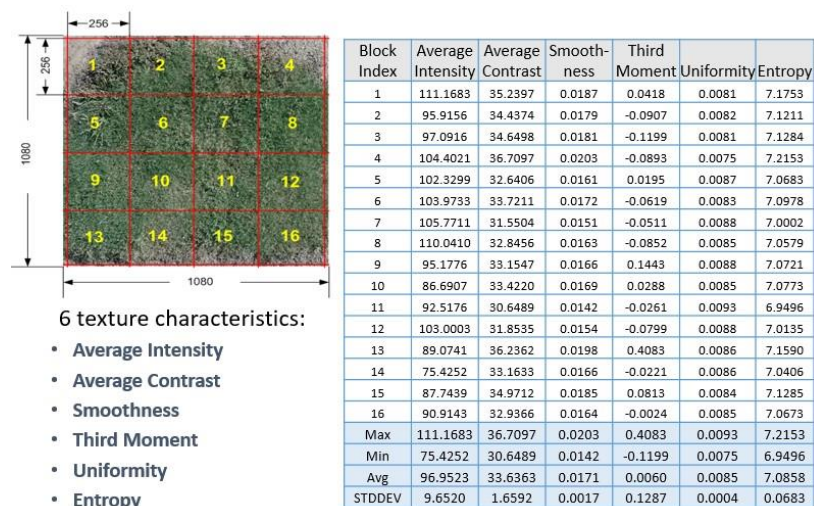 256
256
1080
1080
1 2 3 4
5 6 7 8
9 10 11 12
13 14 15 16
6 texture characteristics:
• Average Intensity
• Average Contrast
• Smoothness
• Third Moment
• Uniformity
• Entropy
Block Index Average Intensity Average Contrast Smooth-ness Third Moment Uniformity Entropy
1 111.1683 35.2397 0.0187 0.0418 0.0081 7.1753
2 95.9156 34.4374 0.0179 -0.0907 0.0082 7.1211
3 97.0916 34.6498 0.0181 -0.1199 0.0081 7.1284
4 104.4021 36.7097 0.0203 -0.0893 0.0075 7.2153
5 102.3299 32.6406 0.0161 0.0195 0.0087 7.0683
6 103.9733 33.7211 0.0172 -0.0619 0.0083 7.0978
7 105.7711 31.5504 0.0151 -0.0511 0.0088 7.0002
8 110.0410 32.8456 0.0163 -0.0852 0.0085 7.0579
9 95.1776 33.1547 0.0166 0.1443 0.0088 7.0721
10 86.6907 33.4220 0.0169 0.0288 0.0085 7.0773
11 92.5176 30.6489 0.0142 -0.0261 0.0093 6.9496
12 103.0003 31.8535 0.0154 -0.0799 0.0088 7.0135
13 89.0741 36.2362 0.0198 0.4083 0.0086 7.1590
14 75.4252 33.1633 0.0166 -0.0221 0.0086 7.0406
15 87.7439 34.9712 0.0185 0.0813 0.0084 7.1285
16 90.9143 32.9366 0.0164 -0.0024 0.0085 7.0673
Max 111.1683 36.7097 0.0203 0.4083 0.0093 7.2153
Min 75.4252 30.6489 0.0142 -0.1199 0.0075 6.9496
Avg 96.9523 33.6363 0.0171 0.0060 0.0085 7.0858
STDDEV 9.6520 1.6592 0.0017 0.1287 0.0004 0.0683